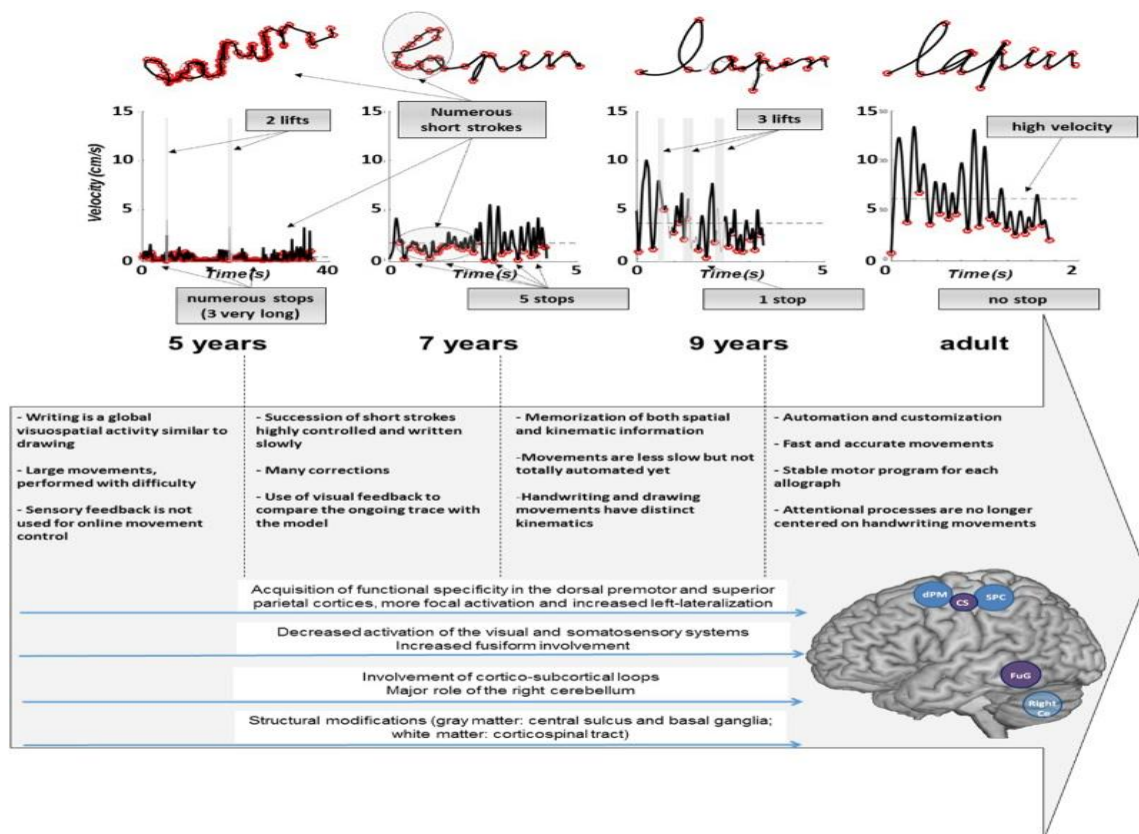 lapin
lapin
lapin
lapin
15
10
5
0
Velocity (cm/s)
2 lifts
0
Time(s)
40
numerous stops
(3 very long)
Numerous
short strokes
15
10
5
0
0
Time(s)
5
5 stops
15
10
5
0
3 lifts
0
Time(s)
5
1 stop
15
10
5
0
high velocity
0
Time(s)
2
no stop
5 years
7 years
9 years
adult
- Writing is a global
visuospatial activity similar to
drawing
- Large movements,
performed with difficulty
- Sensory feedback is not
used for online movement
control
- Succession of short strokes
highly controlled and written
slowly
- Many corrections
- Use of visual feedback to
compare the ongoing trace with
the model
- Memorization of both spatial
and kinematic information
-Movements are less slow but not
totally automated yet
-Handwriting and drawing
movements have distinct
kinematics
- Automation and customization
- Fast and accurate movements
- Stable motor program for each
allograph
- Attentional processes are no longer
centered on handwriting movements
Acquisition of functional specificity in the dorsal premotor and superior
parietal cortices, more focal activation and increased left-lateralization
Decreased activation of the visual and somatosensory systems
Increased fusiform involvement
Involvement of cortico-subcortical loops
Major role of the right cerebellum
Structural modifications (gray matter: central sulcus and basal ganglia;
white matter: corticospinal tract)
dPM
CS
SPC
FuG
Right
Ce